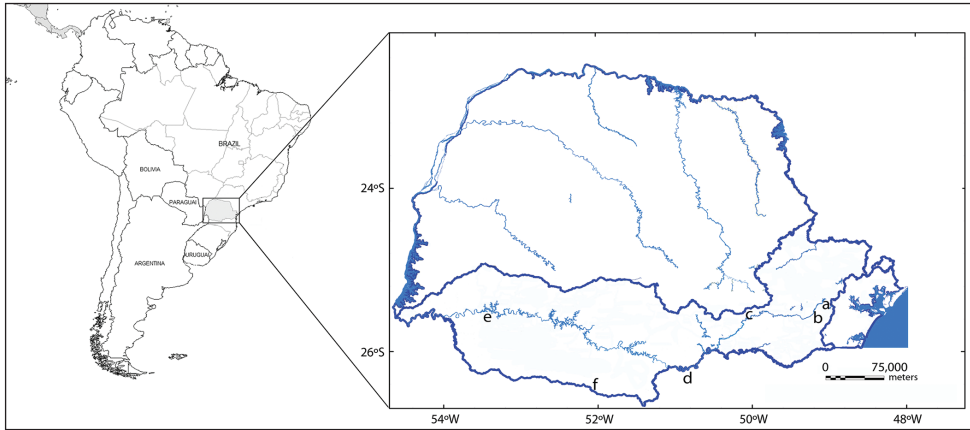 BRAZIL
BOLIVIA
PARAGUAI
ARGENTINA
URUGUAI
24ºS
26ºS
a
b
c
d
e
f
0 75,000
meters
54ºW 52ºW 50ºW 48ºW